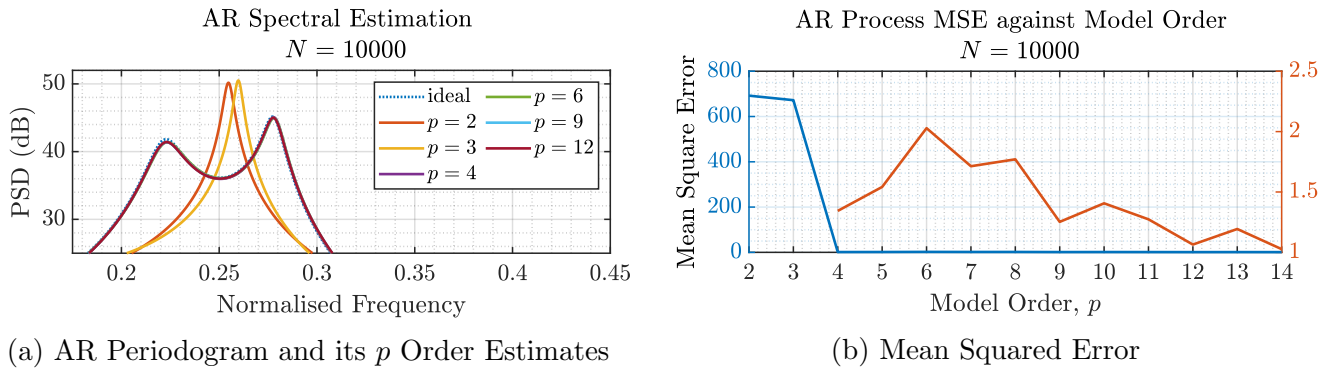 AR Spectral Estimation
N = 10000
50
40
30
PSD (dB)
ideal
p = 2
p = 3
p = 4
p = 6
p = 9
p = 12
0.2
0.25
0.3
0.35
0.4
0.45
Normalised Frequency
(a) AR Periodogram and its p Order Estimates
AR Process MSE against Model Order
N = 10000
800
600
400
200
0
Mean Square Error
2.5
2
1.5
1
2 3 4 5 6 7 8 9 10 11 12 13 14
Model Order, p
(b) Mean Squared Error